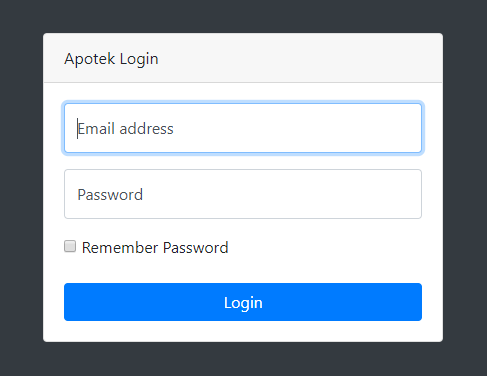 Apotek Login
Email address
Password
Remember Password
Login